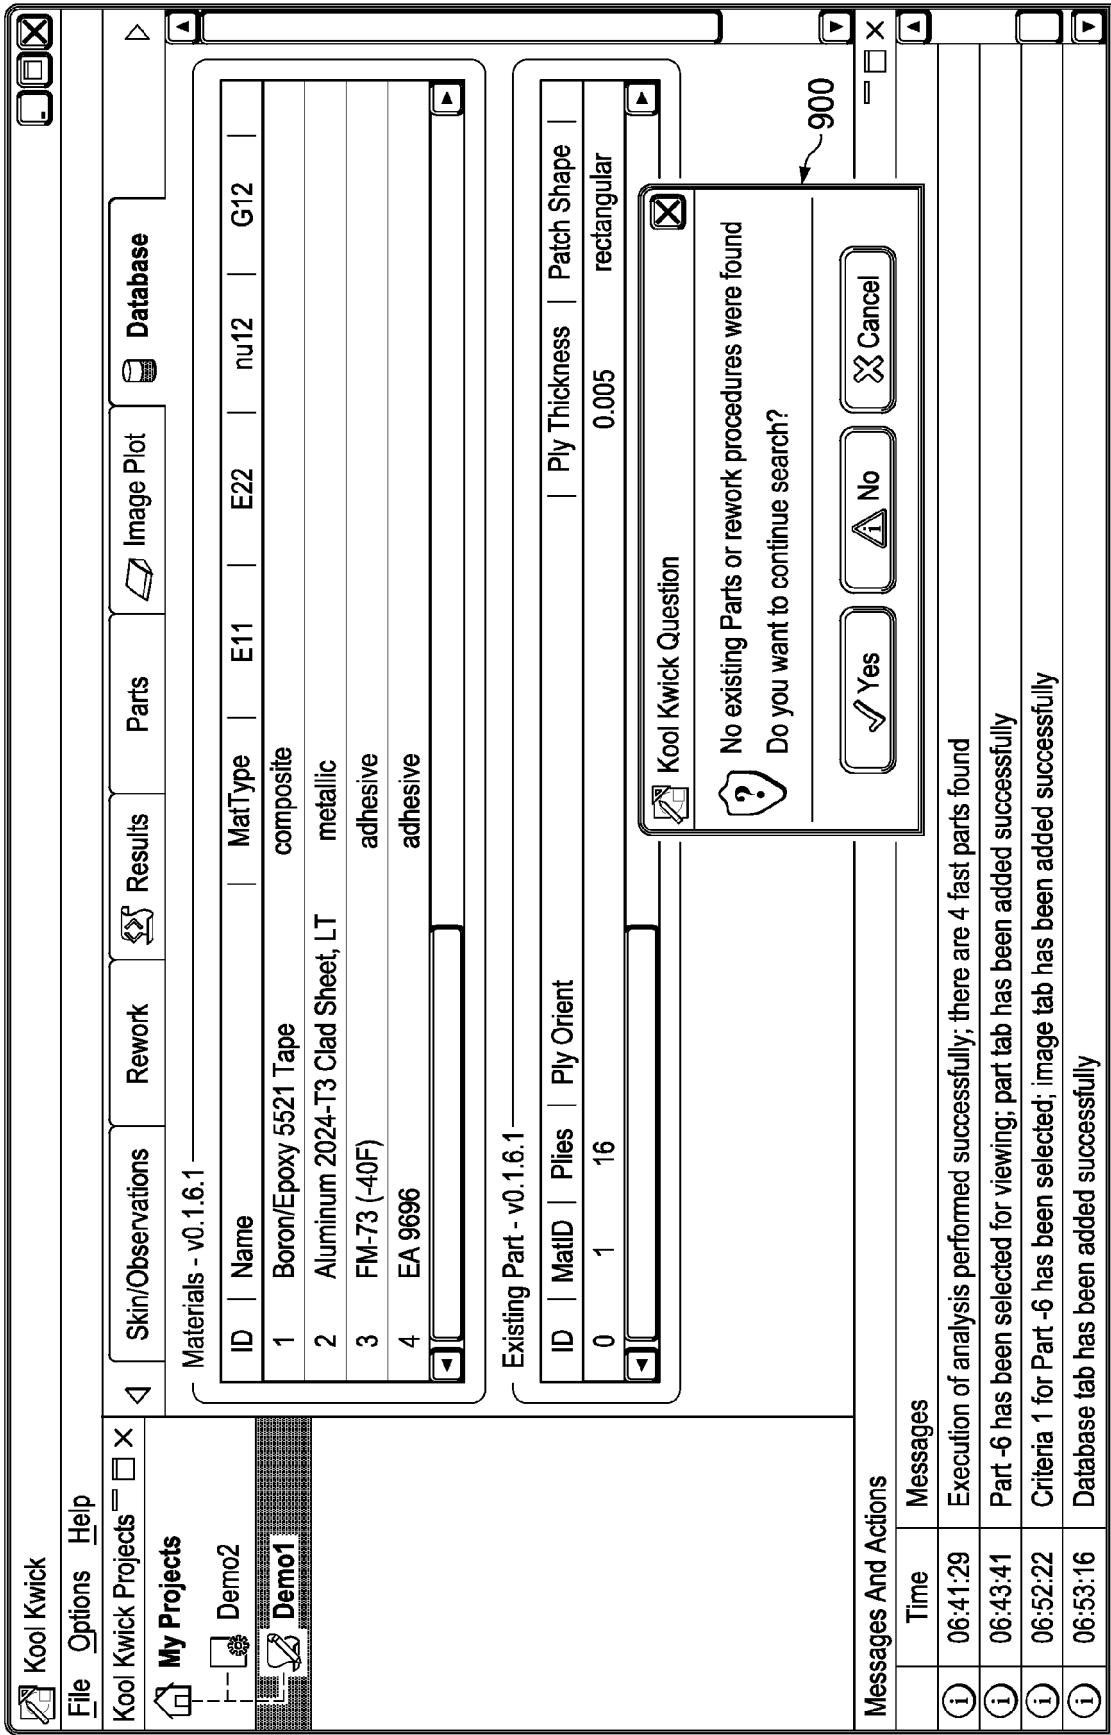 Kool Kwick
File Options Help
Kool Kwick Projects
My Projects
Demo2
Demo1
Skin/Observations Rework Results Parts Image Plot Database
Materials - v0.1.6.1
ID Name MatType E11 E22 nu12 G12
1 Boron/Epoxy 5521 Tape composite
2 Aluminum 2024-T3 Clad Sheet, LT metallic
3 FM-73 (-40F) adhesive
4 EA 9696 adhesive
Existing Part - v0.1.6.1
ID MatID Plies Ply Orient Ply Thickness Patch Shape
0 1 16 0.005 rectangular
Kool Kwick Question
No existing Parts or rework procedures were found
Do you want to continue search?
Yes No Cancel
900
Messages And Actions
Time Messages
06:41:29 Execution of analysis performed successfully; there are 4 fast parts found
06:43:41 Part -6 has been selected for viewing; part tab has been added successfully
06:52:22 Criteria 1 for Part -6 has been selected; image tab has been added successfully
06:53:16 Database tab has been added successfully